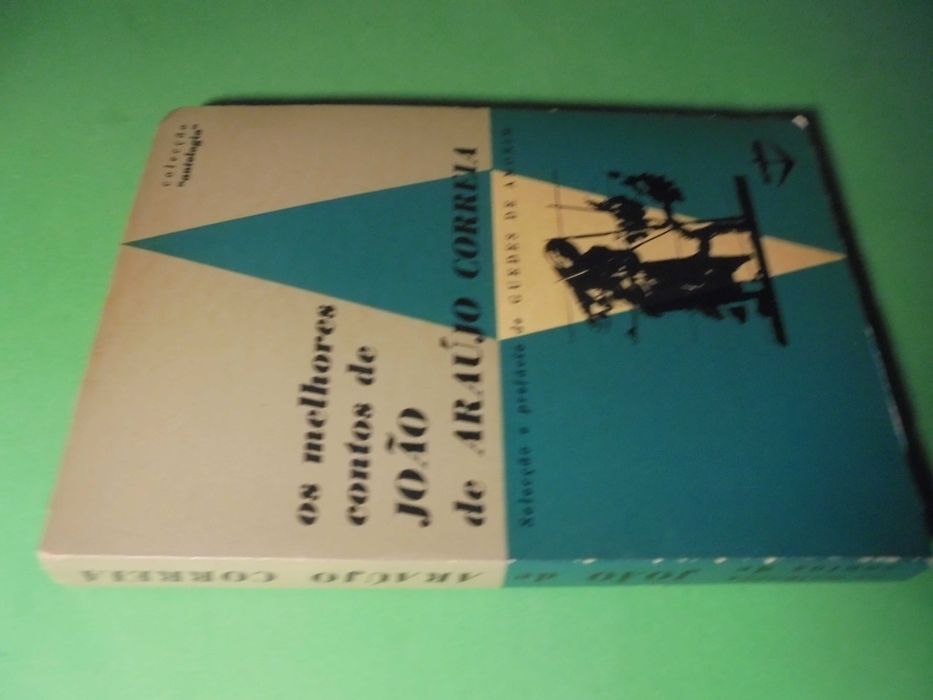 colecção
"antologia"
os melhores
contos de
JOÃO
de ARAÚJO CORREIA
Selecção e prefácio de GUEDES DE AMORIM
JOÃO de
ARAÚJO CORREIA